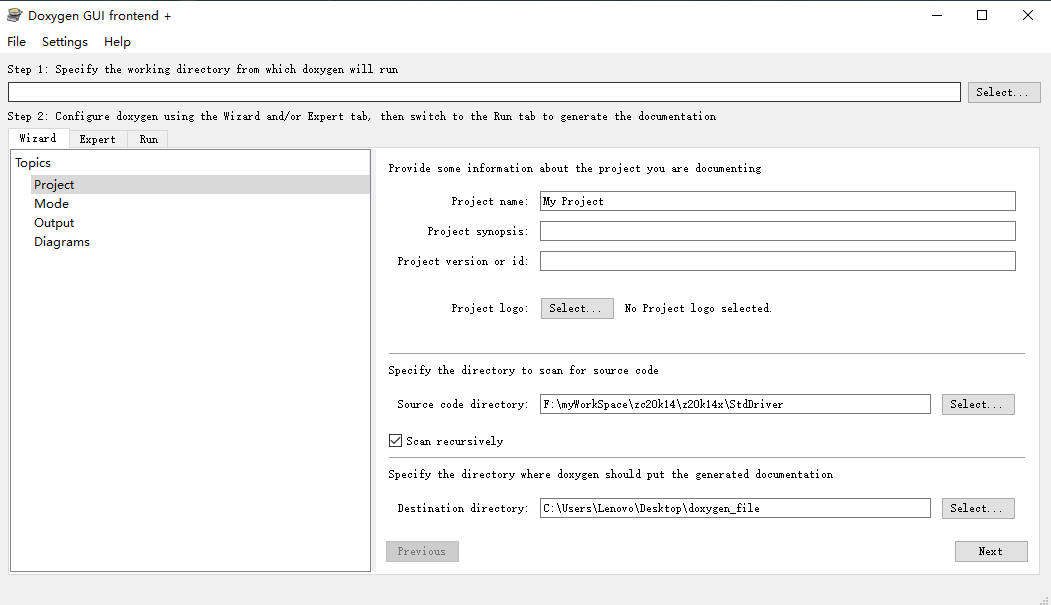 Doxygen GUI frontend +
File Settings Help
Step 1: Specify the working directory from which doxygen will run
Select...
Step 2: Configure doxygen using the Wizard and/or Expert tab, then switch to the Run tab to generate the documentation
Wizard Expert Run
Topics
Project
Mode
Output
Diagrams
Provide some information about the project you are documenting
Project name: My Project
Project synopsis:
Project version or id:
Project logo: Select... No Project logo selected.
Specify the directory to scan for source code
Source code directory: F:\myWorkSpace\zc20k14\z20k14x\StdDriver Select...
Scan recursively
Specify the directory where doxygen should put the generated documentation
Destination directory: C:\Users\Lenovo\Desktop\doxygen_file Select...
Previous Next